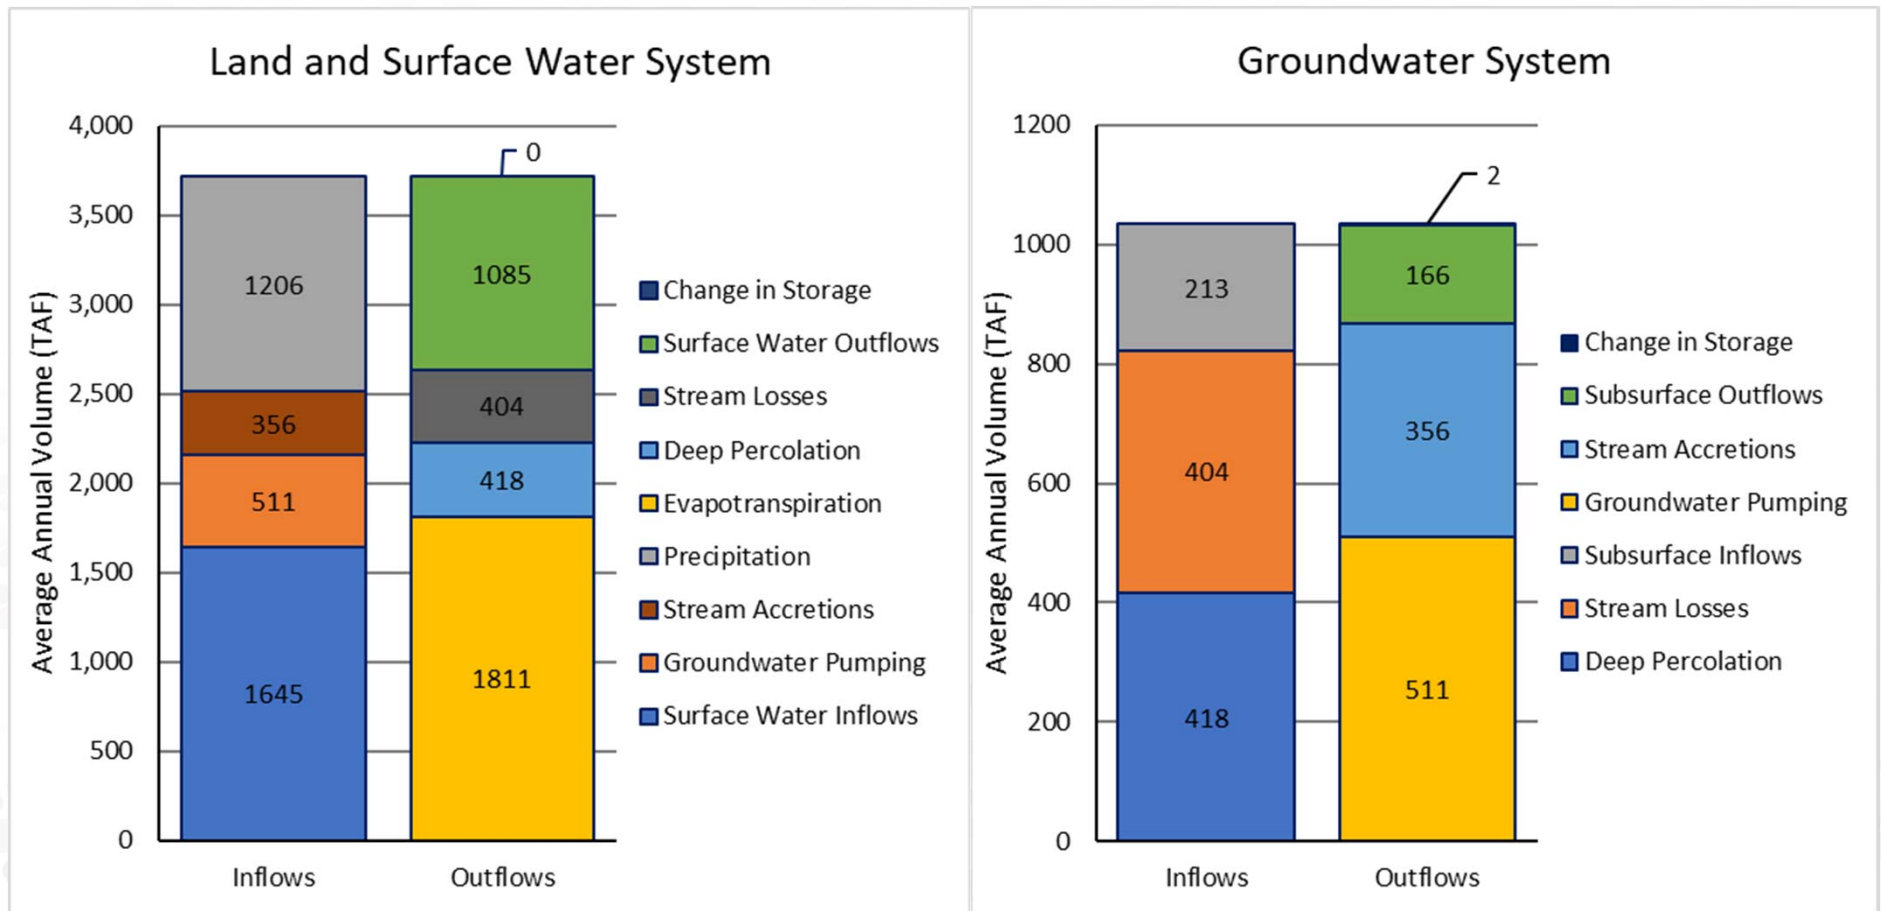 Land and Surface Water System
Average Annual Volume (TAF)
4,000
3,500
3,000
2,500
2,000
1,500
1,000
500
0
0
1206
1085
356
404
511
418
1645
1811
Inflows
Outflows
Change in Storage
Surface Water Outflows
Stream Losses
Deep Percolation
Evapotranspiration
Precipitation
Stream Accretions
Groundwater Pumping
Surface Water Inflows
Groundwater System
Average Annual Volume (TAF)
1200
1000
800
600
400
200
0
2
213
166
404
356
418
511
Inflows
Outflows
Change in Storage
Subsurface Outflows
Stream Accretions
Groundwater Pumping
Subsurface Inflows
Stream Losses
Deep Percolation